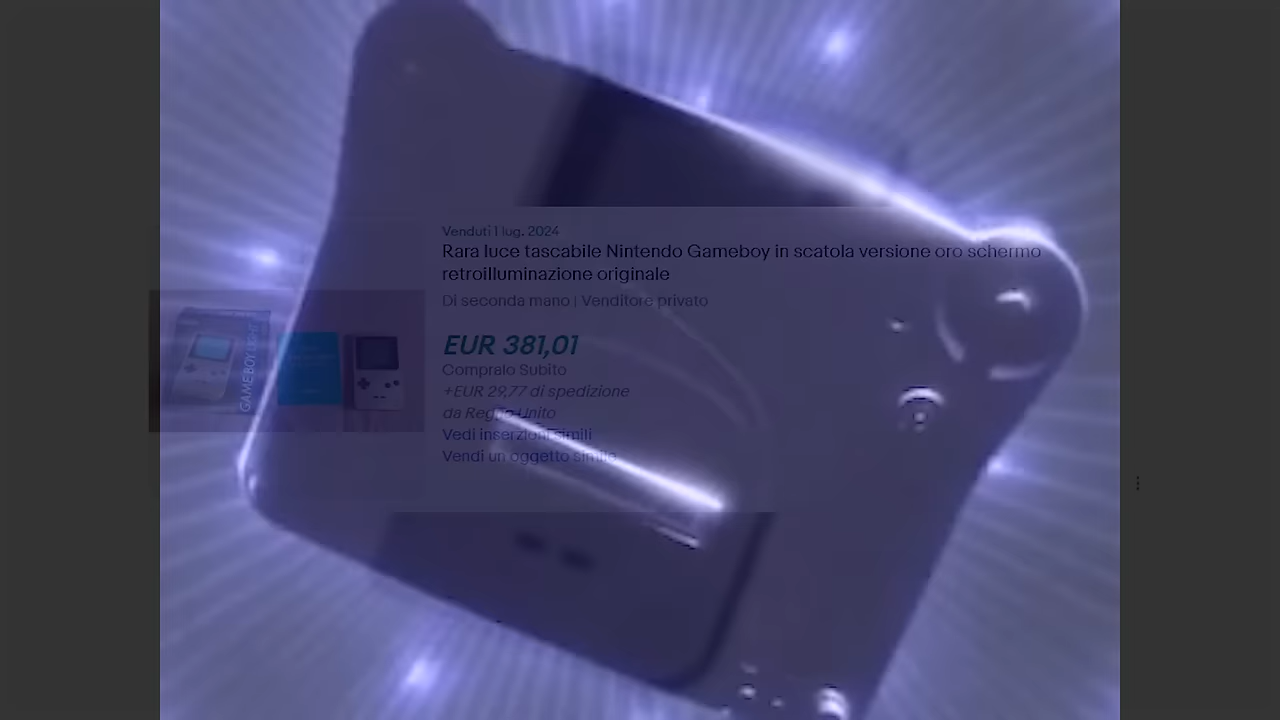 Venduti 1 lug. 2024
Rara luce tascabile Nintendo Gameboy in scatola versione oro schermo
retroilluminazione originale
Di seconda mano | Venditore privato
EUR 381,01
Compralo Subito
+EUR 29,77 di spedizione
da Regno Unito
Vedi inserzioni simili
Vendi un oggetto simile
GAMEBOY LIGHT